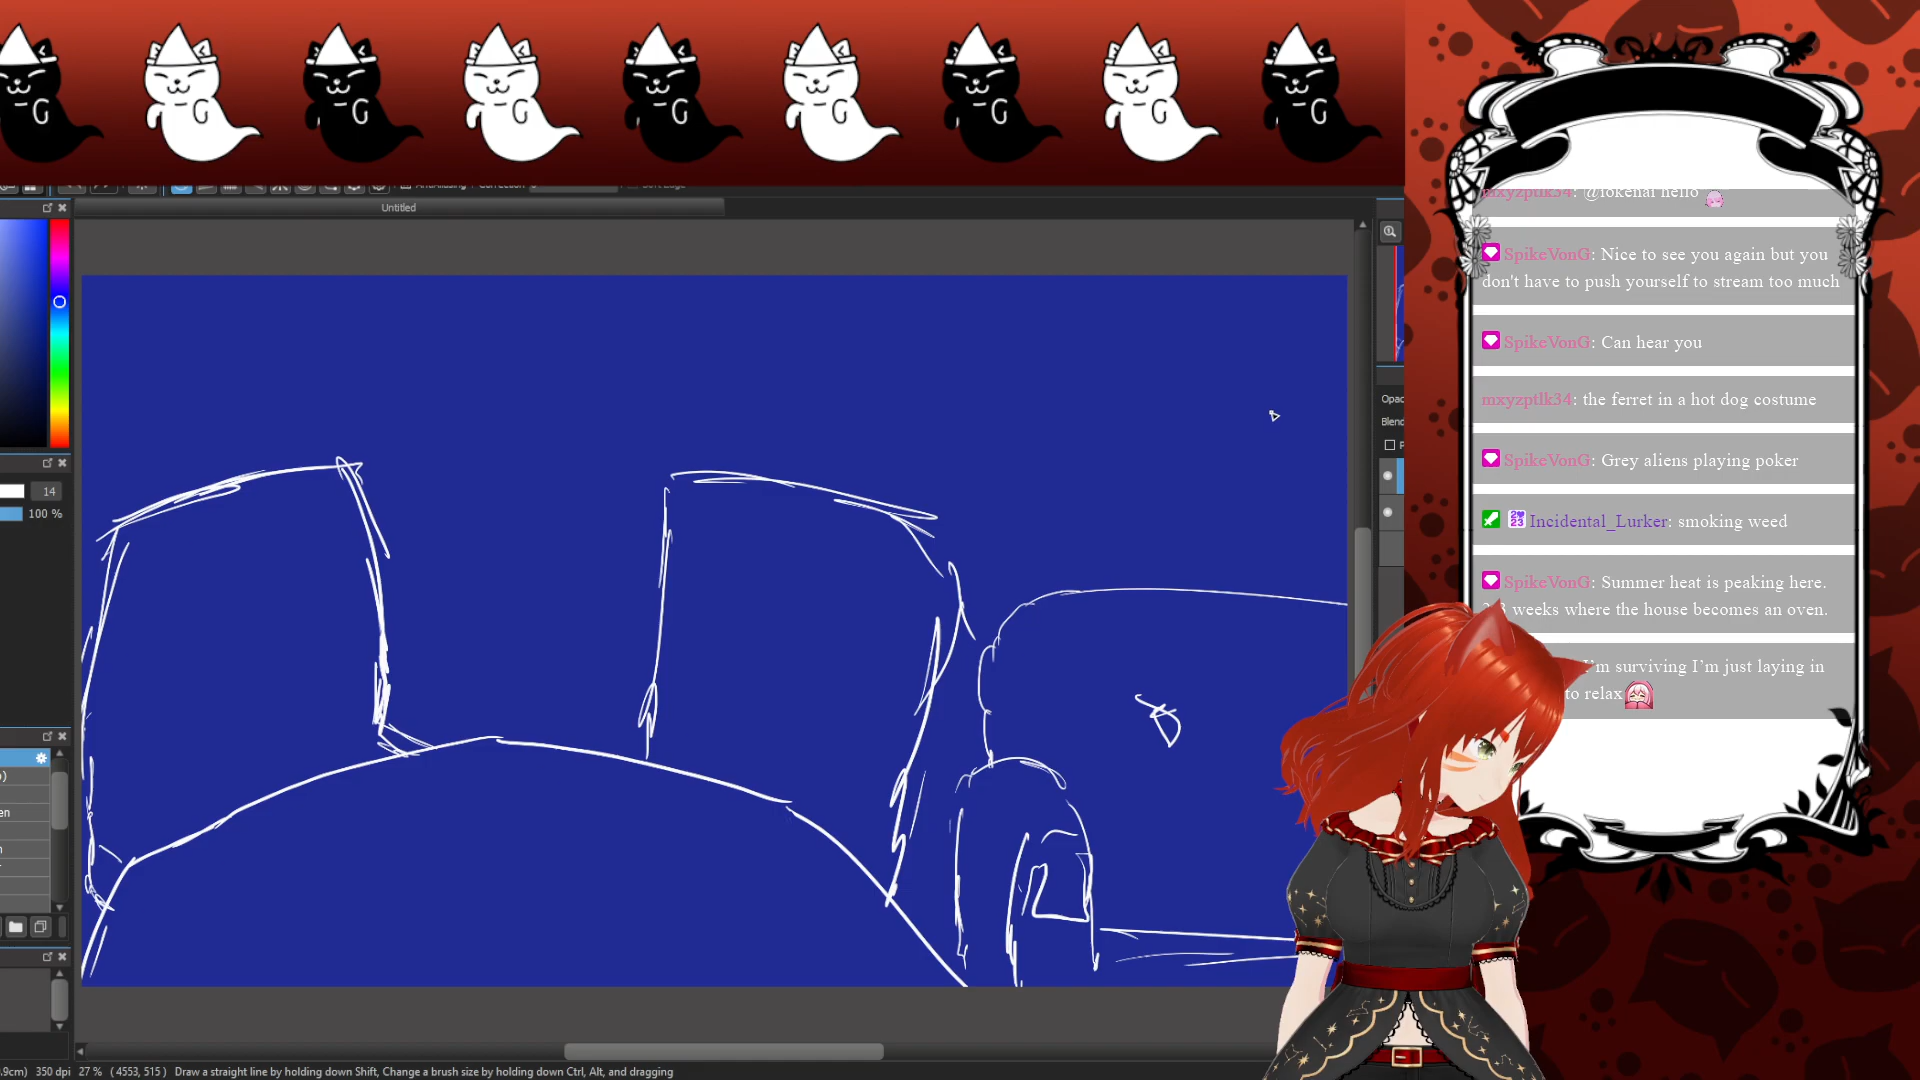 G G G G G G G G G
Untitled
mxyzptlk34: @lokenai hello
SpikeVonG: Nice to see you again but you
don't have to push yourself to stream too much
SpikeVonG: Can hear you
mxyzptlk34: the ferret in a hot dog costume
SpikeVonG: Grey aliens playing poker
Incidental_Lurker: smoking weed
SpikeVonG: Summer heat is peaking here.
weeks where the house becomes an oven.
I'm surviving I'm just laying in
to relax
14
100 %
Opac
Blend
350 dpi 27 % ( 4553, 515 ) Draw a straight line by holding down Shift, Change a brush size by holding down Ctrl, Alt, and dragging